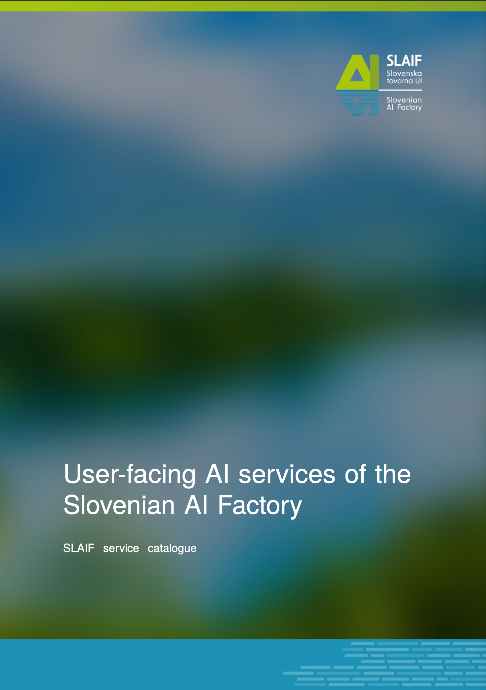 AI
SLAIF
Slovenska
tovarna UI
Slovenian
AI Factory
User-facing AI services of the
Slovenian AI Factory
SLAIF service catalogue